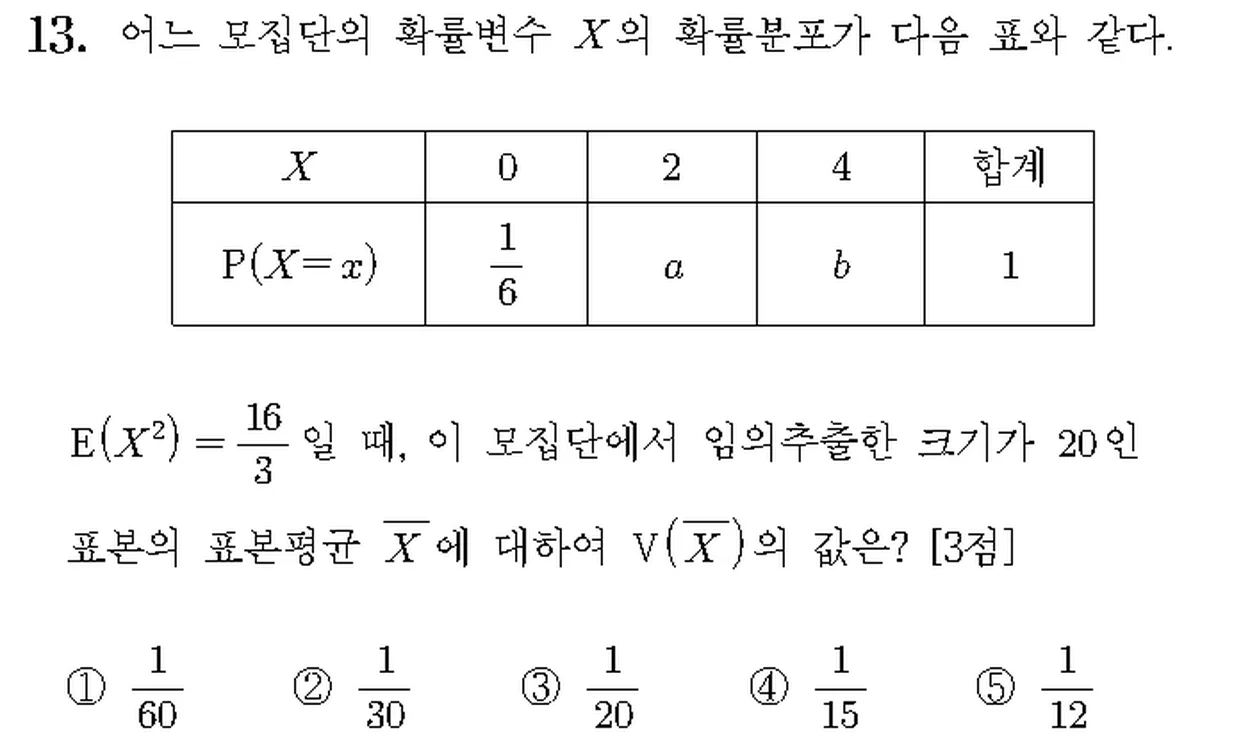 13. 어느 모집단의 확률변수 X의 확률분포가 다음 표와 같다.
X 0 2 4 합계
P(X=x) 1/6 a b 1
E(X²) = 16/3 일 때, 이 모집단에서 임의추출한 크기가 20인
표본의 표본평균 X̅에 대하여 V(X̅)의 값은? [3점]
① 1/60 ② 1/30 ③ 1/20 ④ 1/15 ⑤ 1/12